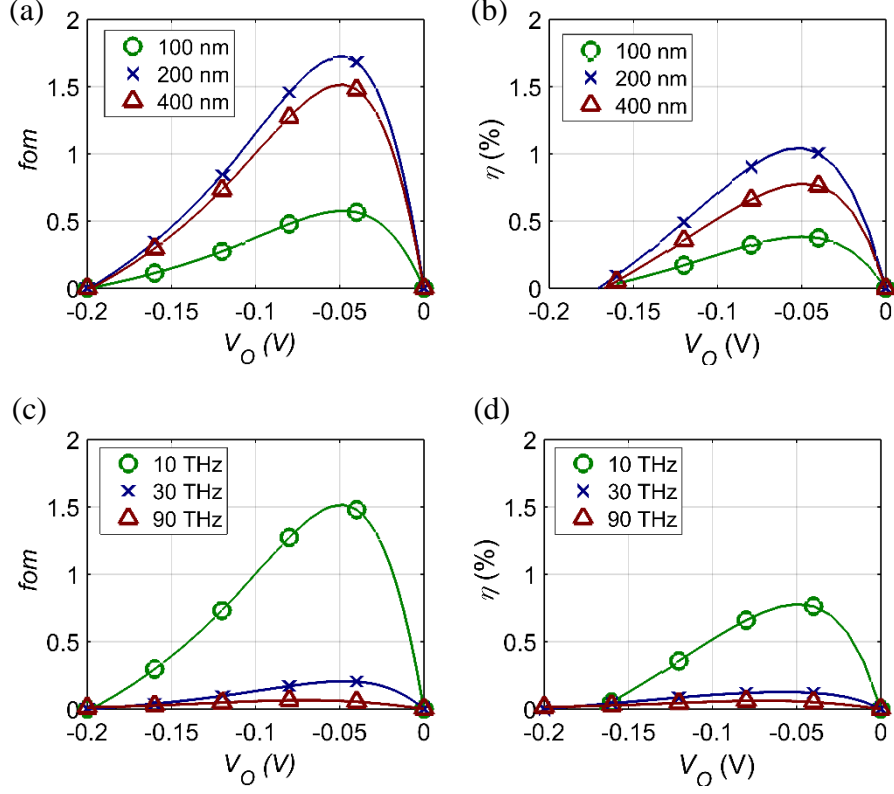 (a)
2
1.5
1
0.5
0
fom
100 nm
200 nm
400 nm
-0.2
-0.15
-0.1
-0.05
0
V_O (V)
(b)
2
1.5
1
0.5
0
η (%)
100 nm
200 nm
400 nm
-0.2
-0.15
-0.1
-0.05
0
V_O (V)
(c)
2
1.5
1
0.5
0
fom
10 THz
30 THz
90 THz
-0.2
-0.15
-0.1
-0.05
0
V_O (V)
(d)
2
1.5
1
0.5
0
η (%)
10 THz
30 THz
90 THz
-0.2
-0.15
-0.1
-0.05
0
V_O (V)